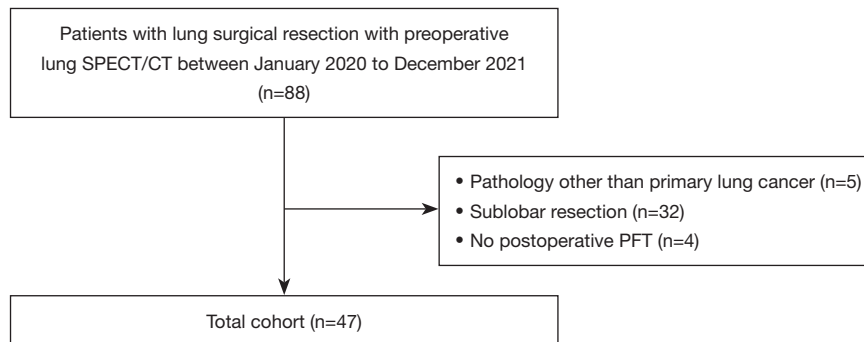 Patients with lung surgical resection with preoperative
lung SPECT/CT between January 2020 to December 2021
(n=88)
• Pathology other than primary lung cancer (n=5)
• Sublobar resection (n=32)
• No postoperative PFT (n=4)
Total cohort (n=47)